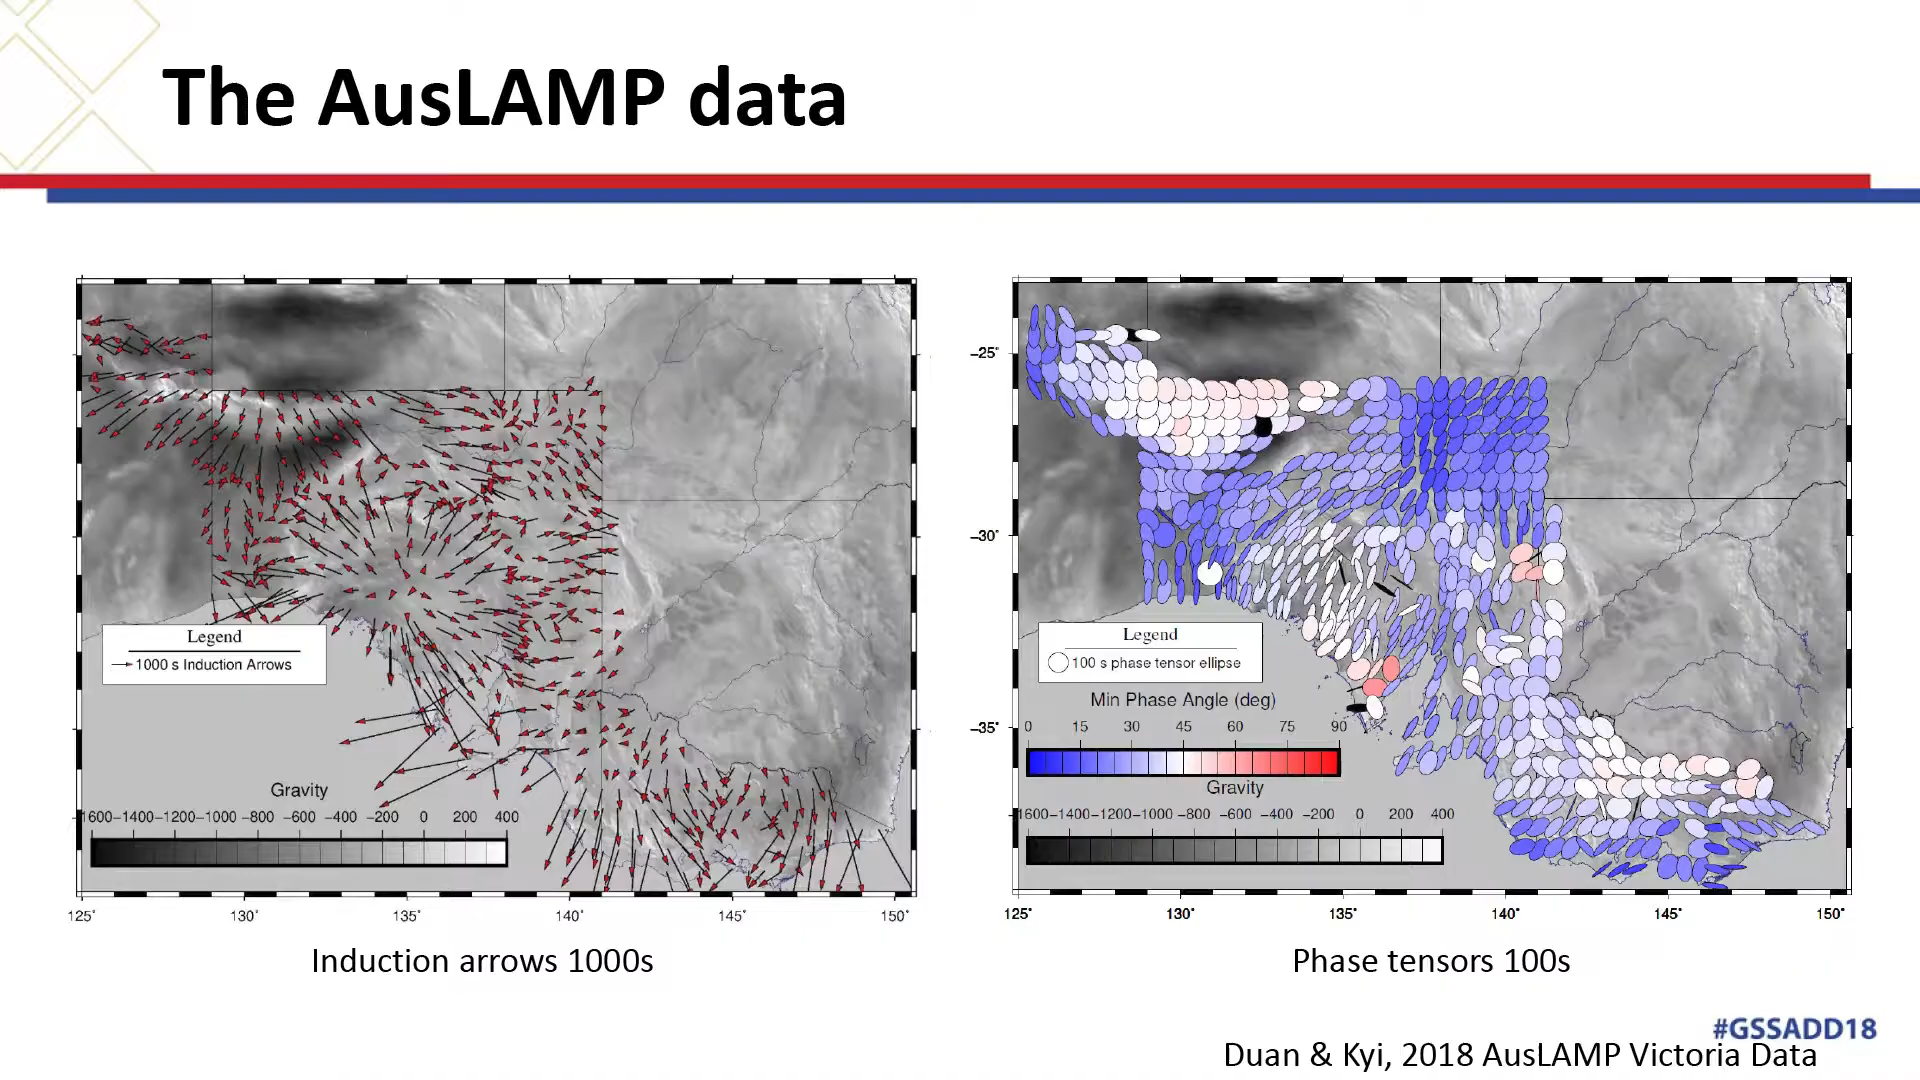 The AusLAMP data
Legend
1000 s Induction Arrows
Gravity
1600−1400−1200−1000 −800 −600 −400 −200 0 200 400
125˚ 130˚ 135˚ 140˚ 145˚ 150˚
Induction arrows 1000s
−25˚
−30˚
−35˚
Legend
100 s phase tensor ellipse
Min Phase Angle (deg)
0 15 30 45 60 75 90
Gravity
1600−1400−1200−1000 −800 −600 −400 −200 0 200 400
125˚ 130˚ 135˚ 140˚ 145˚ 150˚
Phase tensors 100s
#GSSADD18
Duan & Kyi, 2018 AusLAMP Victoria Data